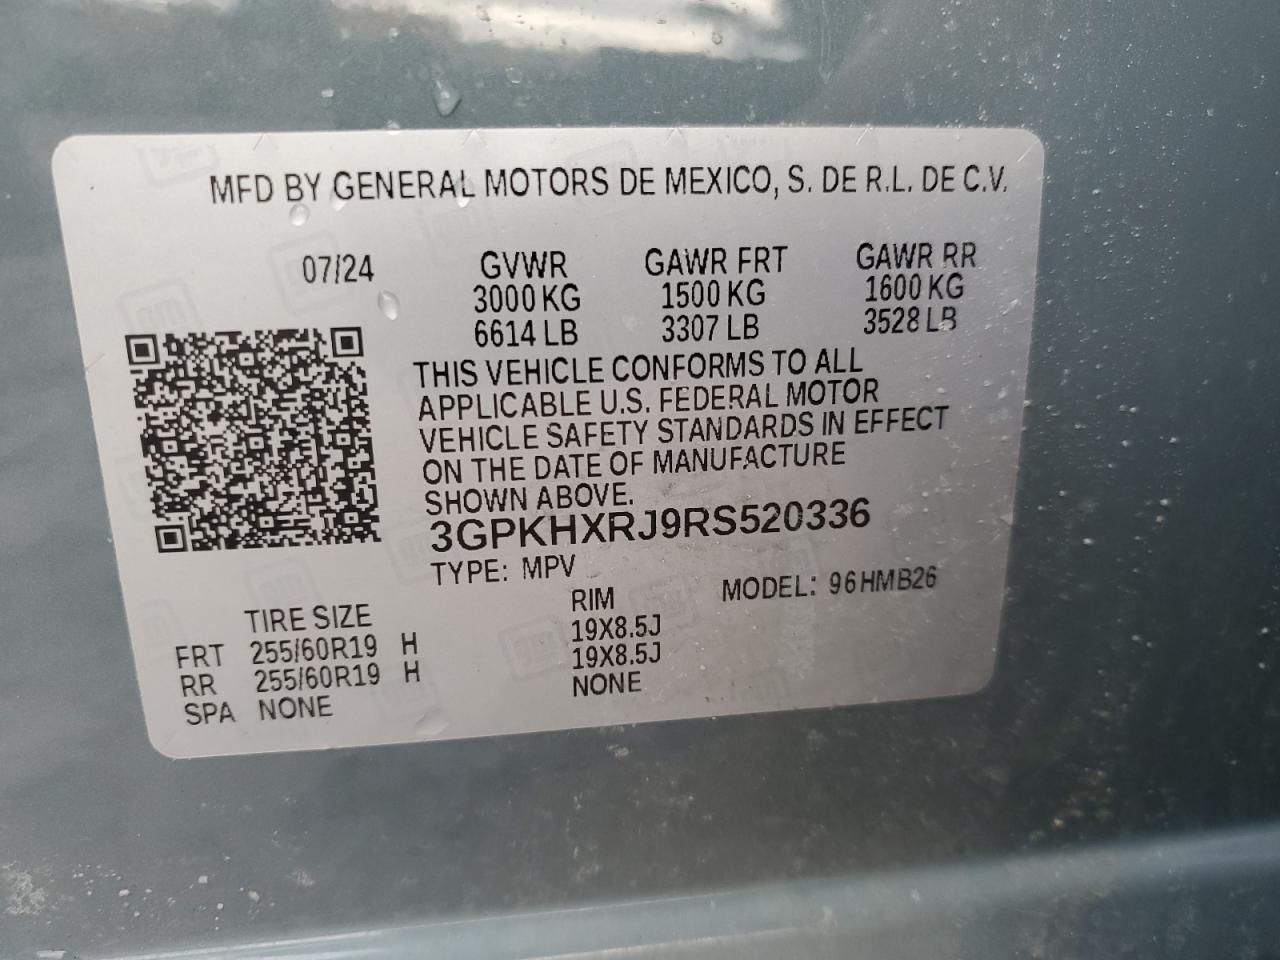 MFD BY GENERAL MOTORS DE MEXICO, S. DE R.L. DE C.V.
07/24 GVWR GAWR FRT GAWR RR
3000 KG 1500 KG 1600 KG
6614 LB 3307 LB 3528 LB
THIS VEHICLE CONFORMS TO ALL
APPLICABLE U.S. FEDERAL MOTOR
VEHICLE SAFETY STANDARDS IN EFFECT
ON THE DATE OF MANUFACTURE
SHOWN ABOVE.
3GPKHXRJ9RS520336
TYPE: MPV MODEL: 96HMB26
TIRE SIZE RIM
FRT 255/60R19 H 19X8.5J
RR 255/60R19 H 19X8.5J
SPA NONE NONE